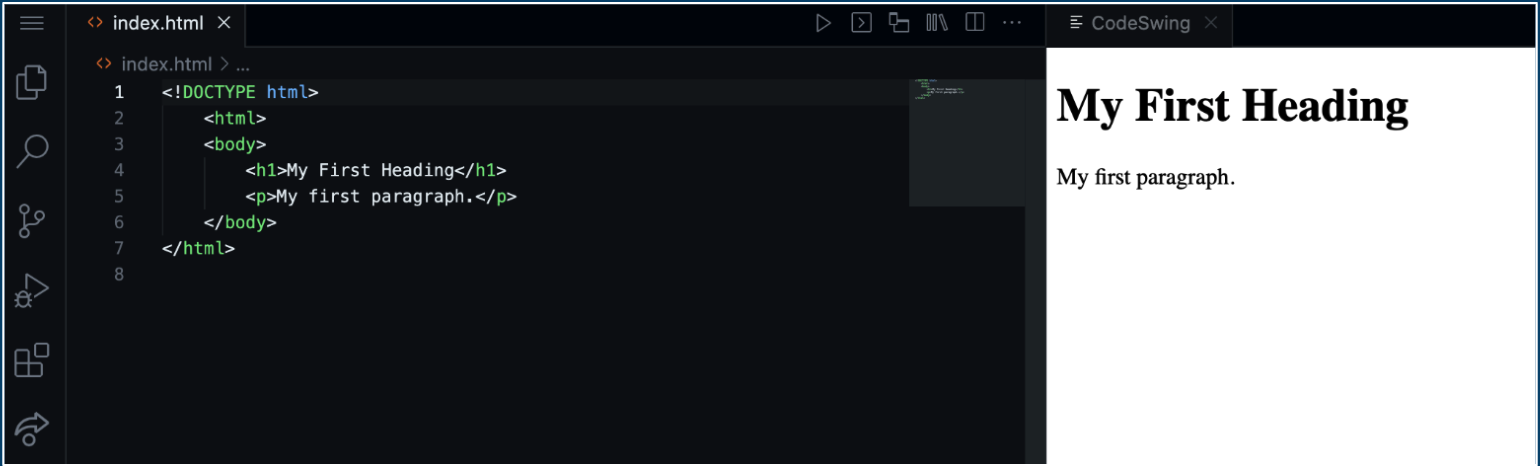 index.html
CodeSwing
index.html > ...
1 <!DOCTYPE html>
2 <html>
3 <body>
4 <h1>My First Heading</h1>
5 <p>My first paragraph.</p>
6 </body>
7 </html>
8
My First Heading
My first paragraph.